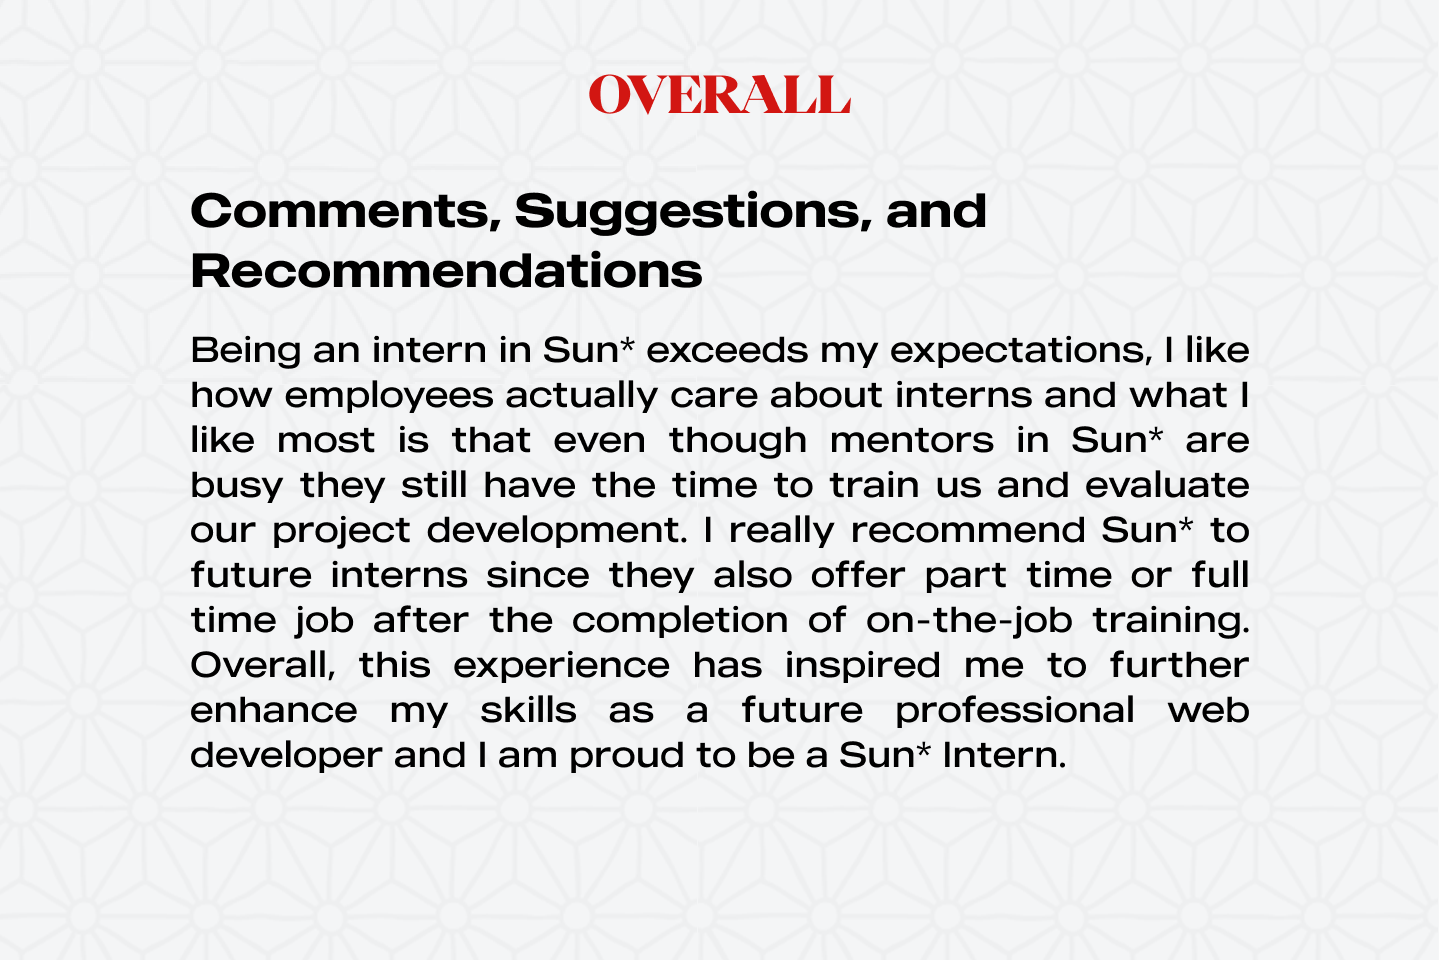 OVERALL
Comments, Suggestions, and
Recommendations
Being an intern in Sun* exceeds my expectations, I like
how employees actually care about interns and what I
like most is that even though mentors in Sun* are
busy they still have the time to train us and evaluate
our project development. I really recommend Sun* to
future interns since they also offer part time or full
time job after the completion of on-the-job training.
Overall, this experience has inspired me to further
enhance my skills as a future professional web
developer and I am proud to be a Sun* Intern.